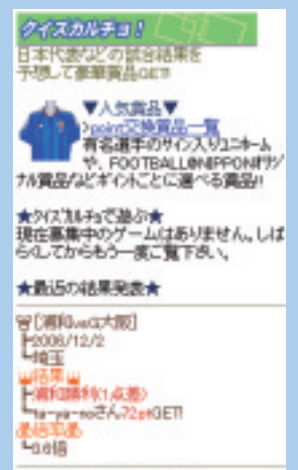 クイズカルチョ!
日本代表などの試合結果を
予想して豪華賞品GET!!
▼人気賞品▼
>point交換賞品一覧
有名選手のサイン入りユニホーム
や、FOOTBALL@NIPPONオリジ
ナル賞品などポイントごとに選べる賞品!!
★クイズカルチョで遊ぶ★
現在募集中のゲームはありません。しば
らくしてからもう一度ご覧下さい。
★最近の結果発表★
[浦和vsG大阪]
2006/12/2
埼玉
結果
浦和勝利(1点差)
ta-ya-noさん72ptGET!
倍率
0.6倍